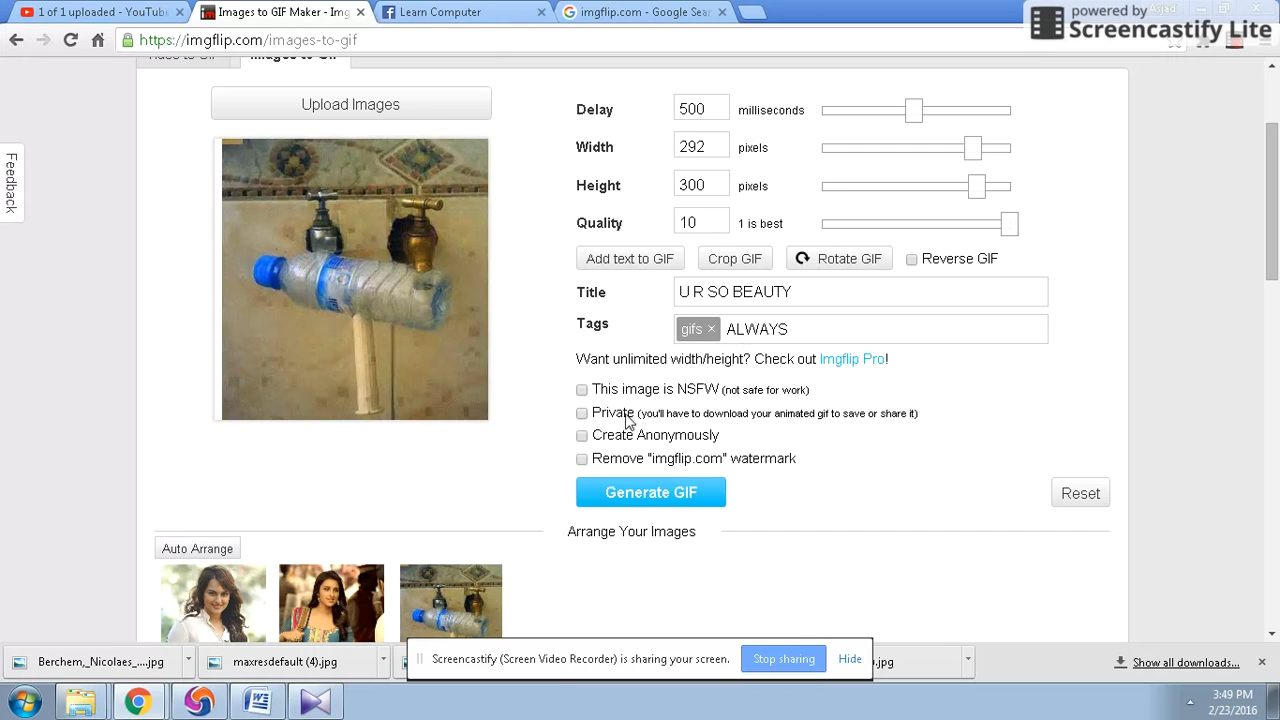 1 of 1 uploaded - YouTub
Images to GIF Maker - Im
Learn Computer
imgflip.com - Google Sea
powered by
Screencastify Lite
https://imgflip.com/images-
Images to GIF
Feedback
Upload Images
Delay 500 milliseconds
Width 292 pixels
Height 300 pixels
Quality 10 1 is best
Add text to GIF Crop GIF Rotate GIF Reverse GIF
Title U R SO BEAUTY
Tags gifs × ALWAYS
Want unlimited width/height? Check out Imgflip Pro!
This image is NSFW (not safe for work)
Private (you'll have to download your animated gif to save or share it)
Create Anonymously
Remove "imgflip.com" watermark
Generate GIF Reset
Arrange Your Images
Auto Arrange
Berchem,_Nicolaes_....jpg
maxresdefault (4).jpg
Screencastify (Screen Video Recorder) is sharing your screen. Stop sharing Hide
.jpg
Show all downloads...
3:49 PM
2/23/2016